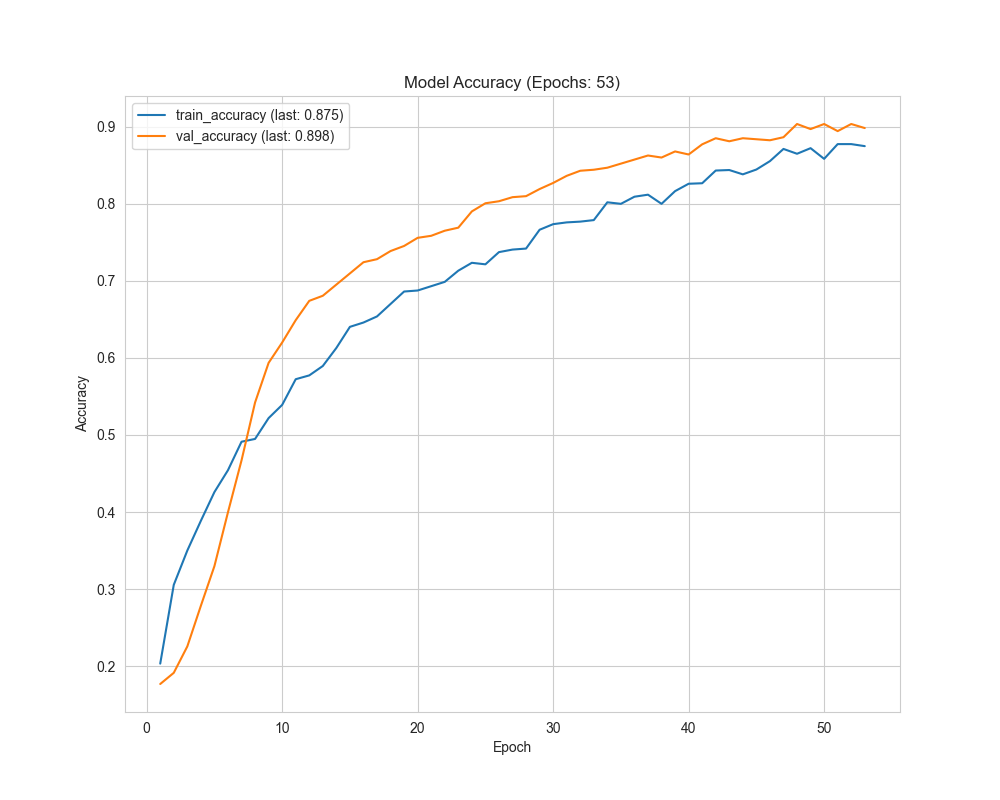 Model Accuracy (Epochs: 53)
train_accuracy (last: 0.875)
val_accuracy (last: 0.898)
0.9
0.8
0.7
0.6
0.5
0.4
0.3
0.2
Accuracy
0 10 20 30 40 50
Epoch